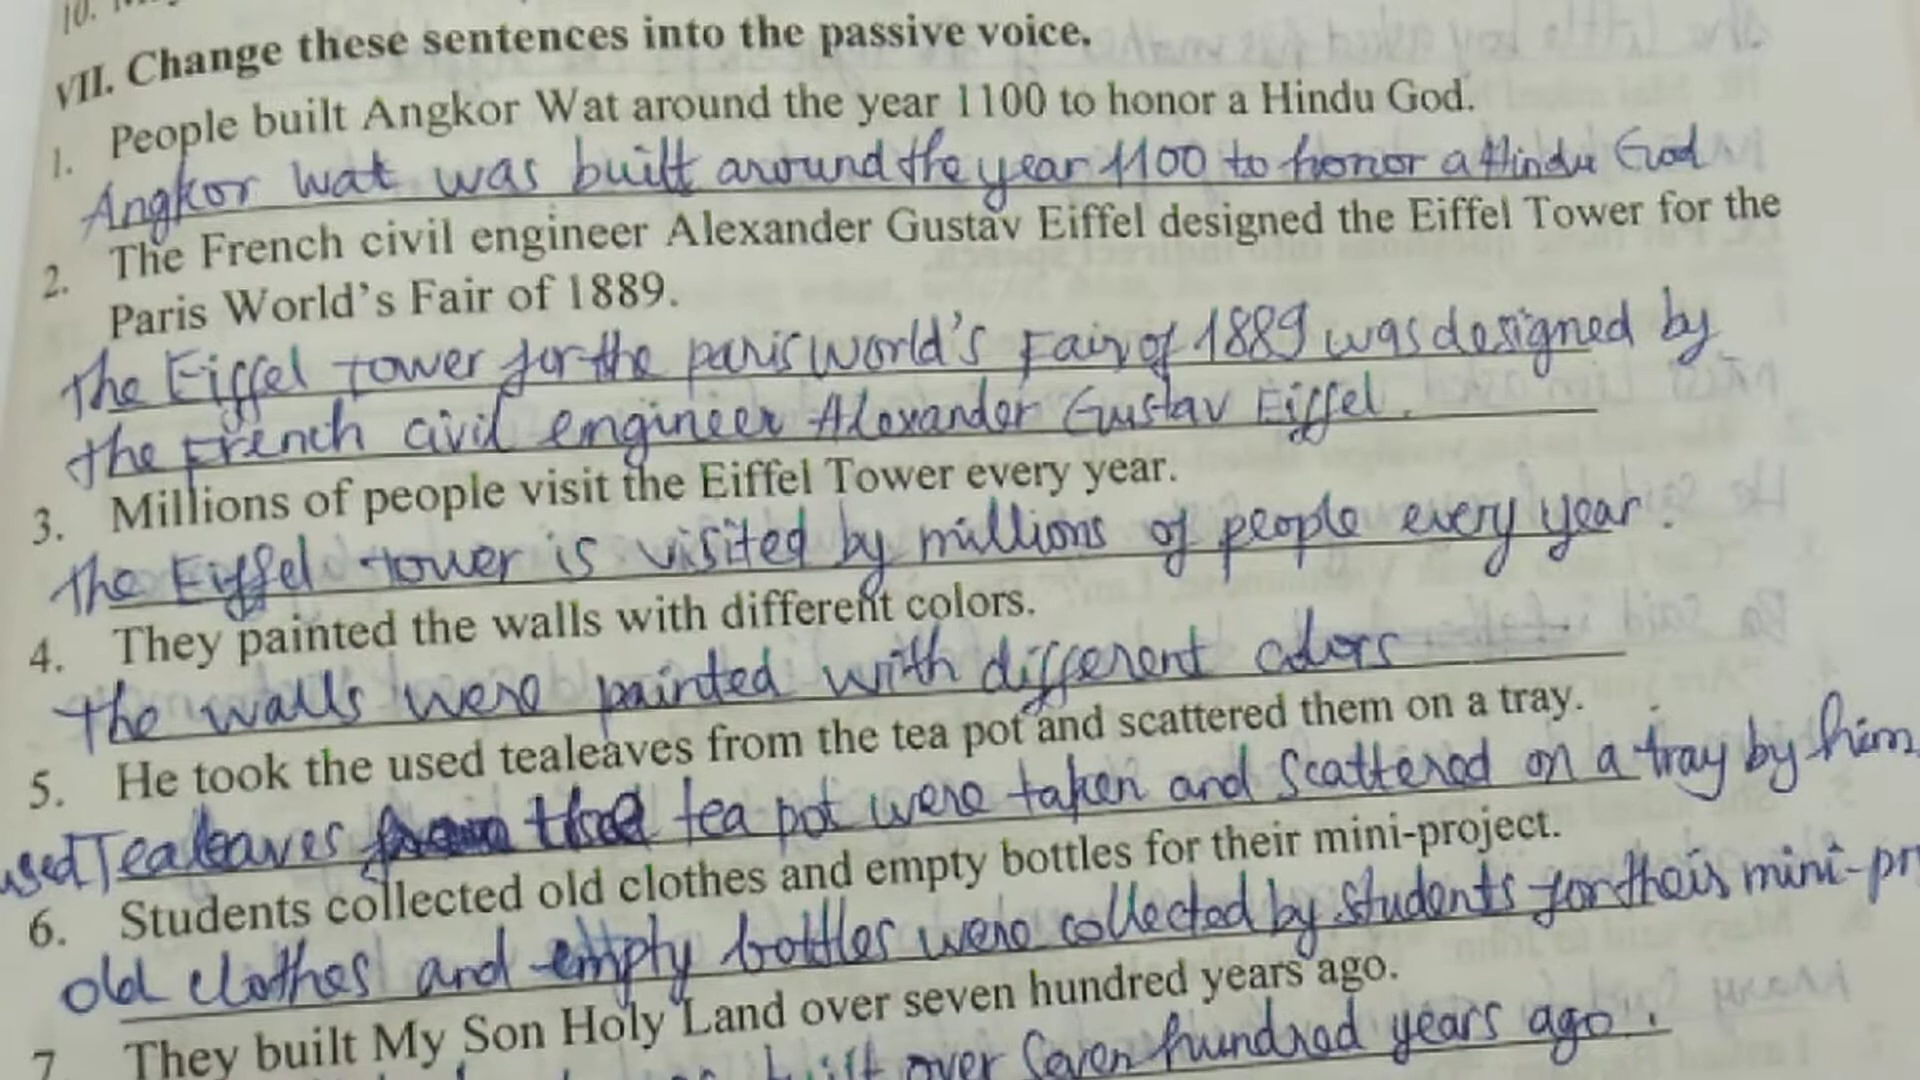 10.
VII. Change these sentences into the passive voice.
1. People built Angkor Wat around the year 1100 to honor a Hindu God.
Angkor wat was built around the year 1100 to honor a Hindu God
2. The French civil engineer Alexander Gustav Eiffel designed the Eiffel Tower for the
Paris World's Fair of 1889.
The Eiffel tower for the paris World's Fair of 1889 was designed by
the French civil engineer Alexander Gustav Eiffel.
3. Millions of people visit the Eiffel Tower every year.
The Eiffel tower is visited by millions of people every year.
4. They painted the walls with different colors.
the walls were painted with different colors
5. He took the used tealeaves from the tea pot and scattered them on a tray.
used Tealeaves the tea pot were taken and scattered on a tray by him
6. Students collected old clothes and empty bottles for their mini-project.
old clothes and empty bottles were collected by students for their mini-pr
7. They built My Son Holy Land over seven hundred years ago.
built over seven hundred years ago.